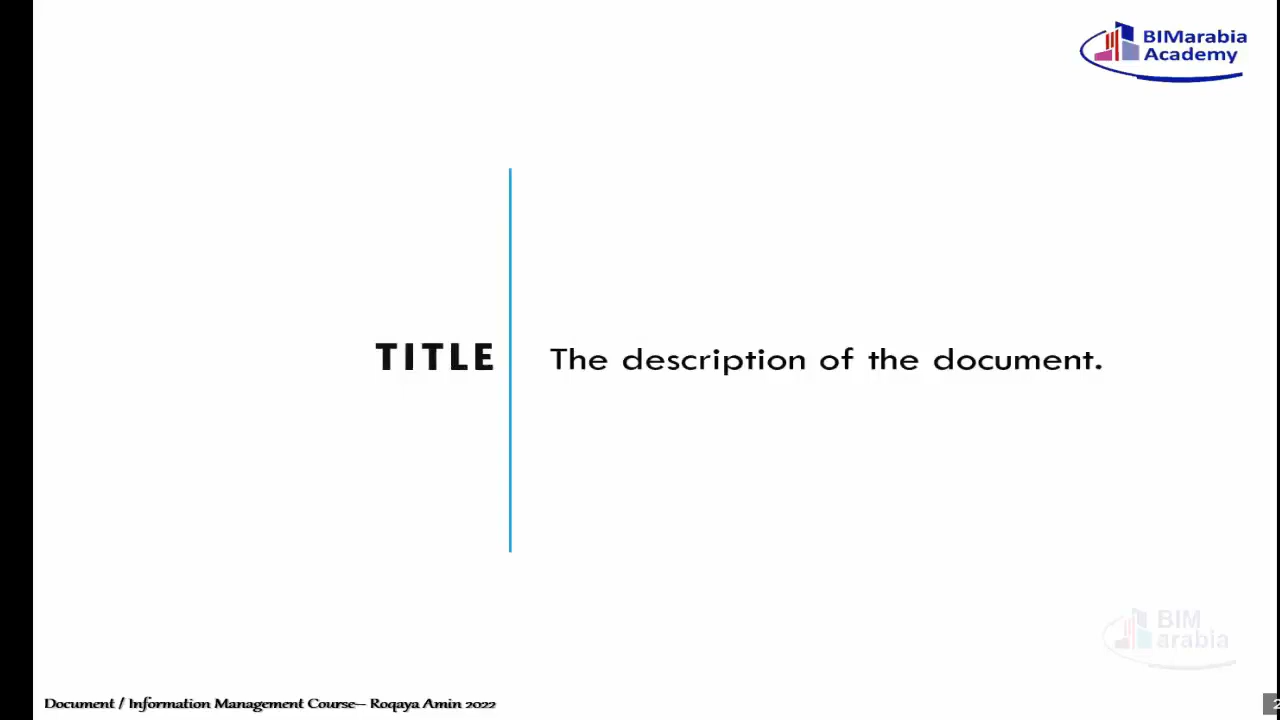 BIMarabia
Academy
TITLE
The description of the document.
BIM
arabia
Document / Information Management Course– Roqaya Amin 2022